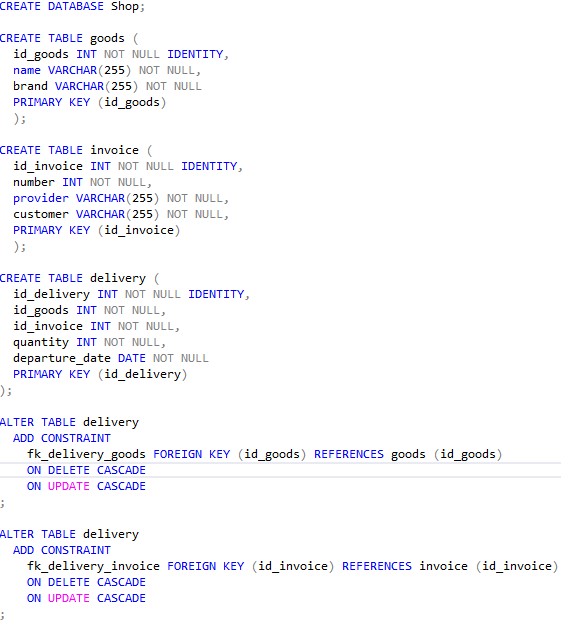 CREATE DATABASE Shop;
CREATE TABLE goods (
id_goods INT NOT NULL IDENTITY,
name VARCHAR(255) NOT NULL,
brand VARCHAR(255) NOT NULL
PRIMARY KEY (id_goods)
);
CREATE TABLE invoice (
id_invoice INT NOT NULL IDENTITY,
number INT NOT NULL,
provider VARCHAR(255) NOT NULL,
customer VARCHAR(255) NOT NULL,
PRIMARY KEY (id_invoice)
);
CREATE TABLE delivery (
id_delivery INT NOT NULL IDENTITY,
id_goods INT NOT NULL,
id_invoice INT NOT NULL,
quantity INT NOT NULL,
departure_date DATE NOT NULL
PRIMARY KEY (id_delivery)
);
ALTER TABLE delivery
ADD CONSTRAINT
fk_delivery_goods FOREIGN KEY (id_goods) REFERENCES goods (id_goods)
ON DELETE CASCADE
ON UPDATE CASCADE
;
ALTER TABLE delivery
ADD CONSTRAINT
fk_delivery_invoice FOREIGN KEY (id_invoice) REFERENCES invoice (id_invoice)
ON DELETE CASCADE
ON UPDATE CASCADE
;